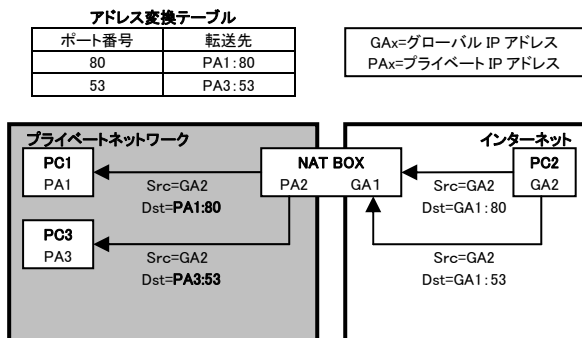 アドレス変換テーブル
ポート番号 転送先
80 PA1:80
53 PA3:53
GAx=グローバル IP アドレス
PAx=プライベート IP アドレス
プライベートネットワーク
インターネット
PC1
PA1
NAT BOX
PA2 GA1
PC2
GA2
Src=GA2
Dst=PA1:80
Src=GA2
Dst=GA1:80
PC3
PA3
Src=GA2
Dst=PA3:53
Src=GA2
Dst=GA1:53